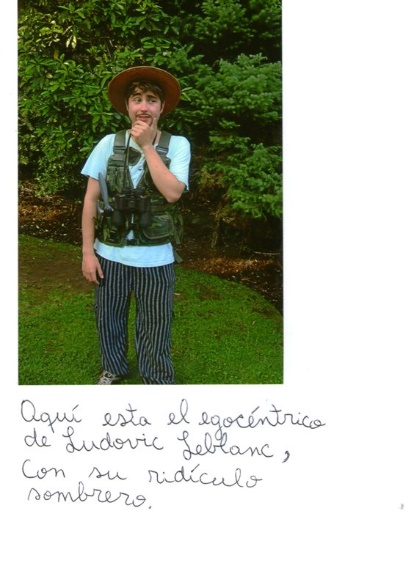 Aquí esta el egocéntrico
de Ludovic Leblanc,
con su ridículo
sombrero.